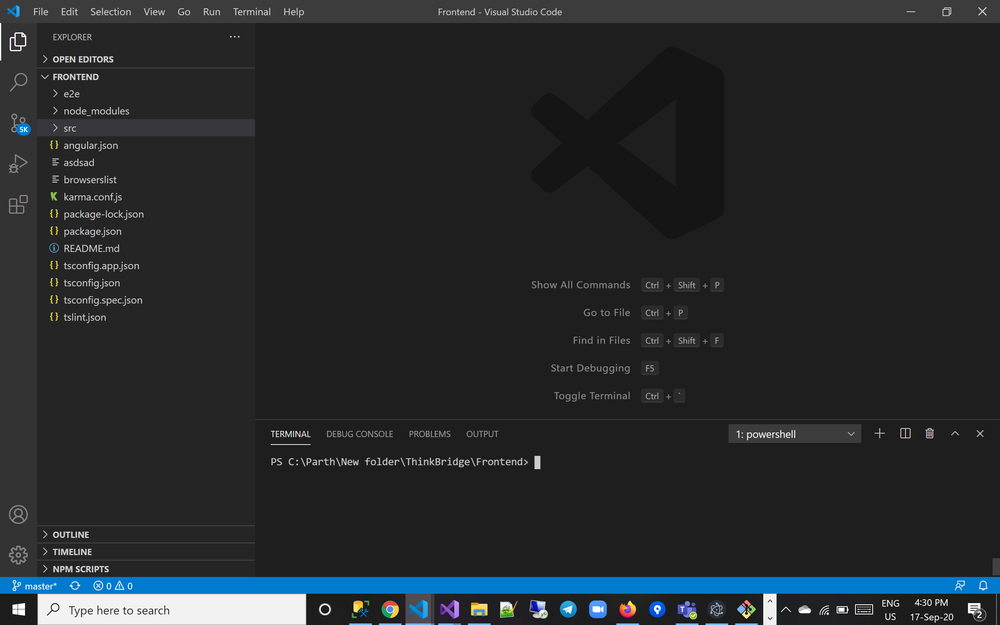 File Edit Selection View Go Run Terminal Help
Frontend - Visual Studio Code
EXPLORER
OPEN EDITORS
FRONTEND
e2e
node_modules
src
angular.json
asdsad
browserslist
karma.conf.js
package-lock.json
package.json
README.md
tsconfig.app.json
tsconfig.json
tsconfig.spec.json
tslint.json
5K
OUTLINE
TIMELINE
NPM SCRIPTS
Show All Commands Ctrl + Shift + P
Go to File Ctrl + P
Find in Files Ctrl + Shift + F
Start Debugging F5
Toggle Terminal Ctrl + `
TERMINAL DEBUG CONSOLE PROBLEMS OUTPUT
1: powershell
PS C:\Parth\New folder\ThinkBridge\Frontend>
master* 0 0
Type here to search
ENG
US
4:30 PM
17-Sep-20
2